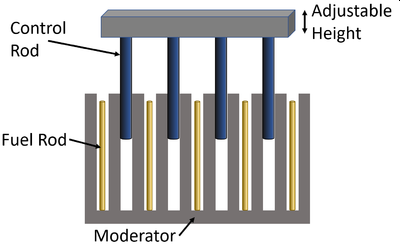 Control
Rod
Adjustable
Height
Fuel Rod
Moderator